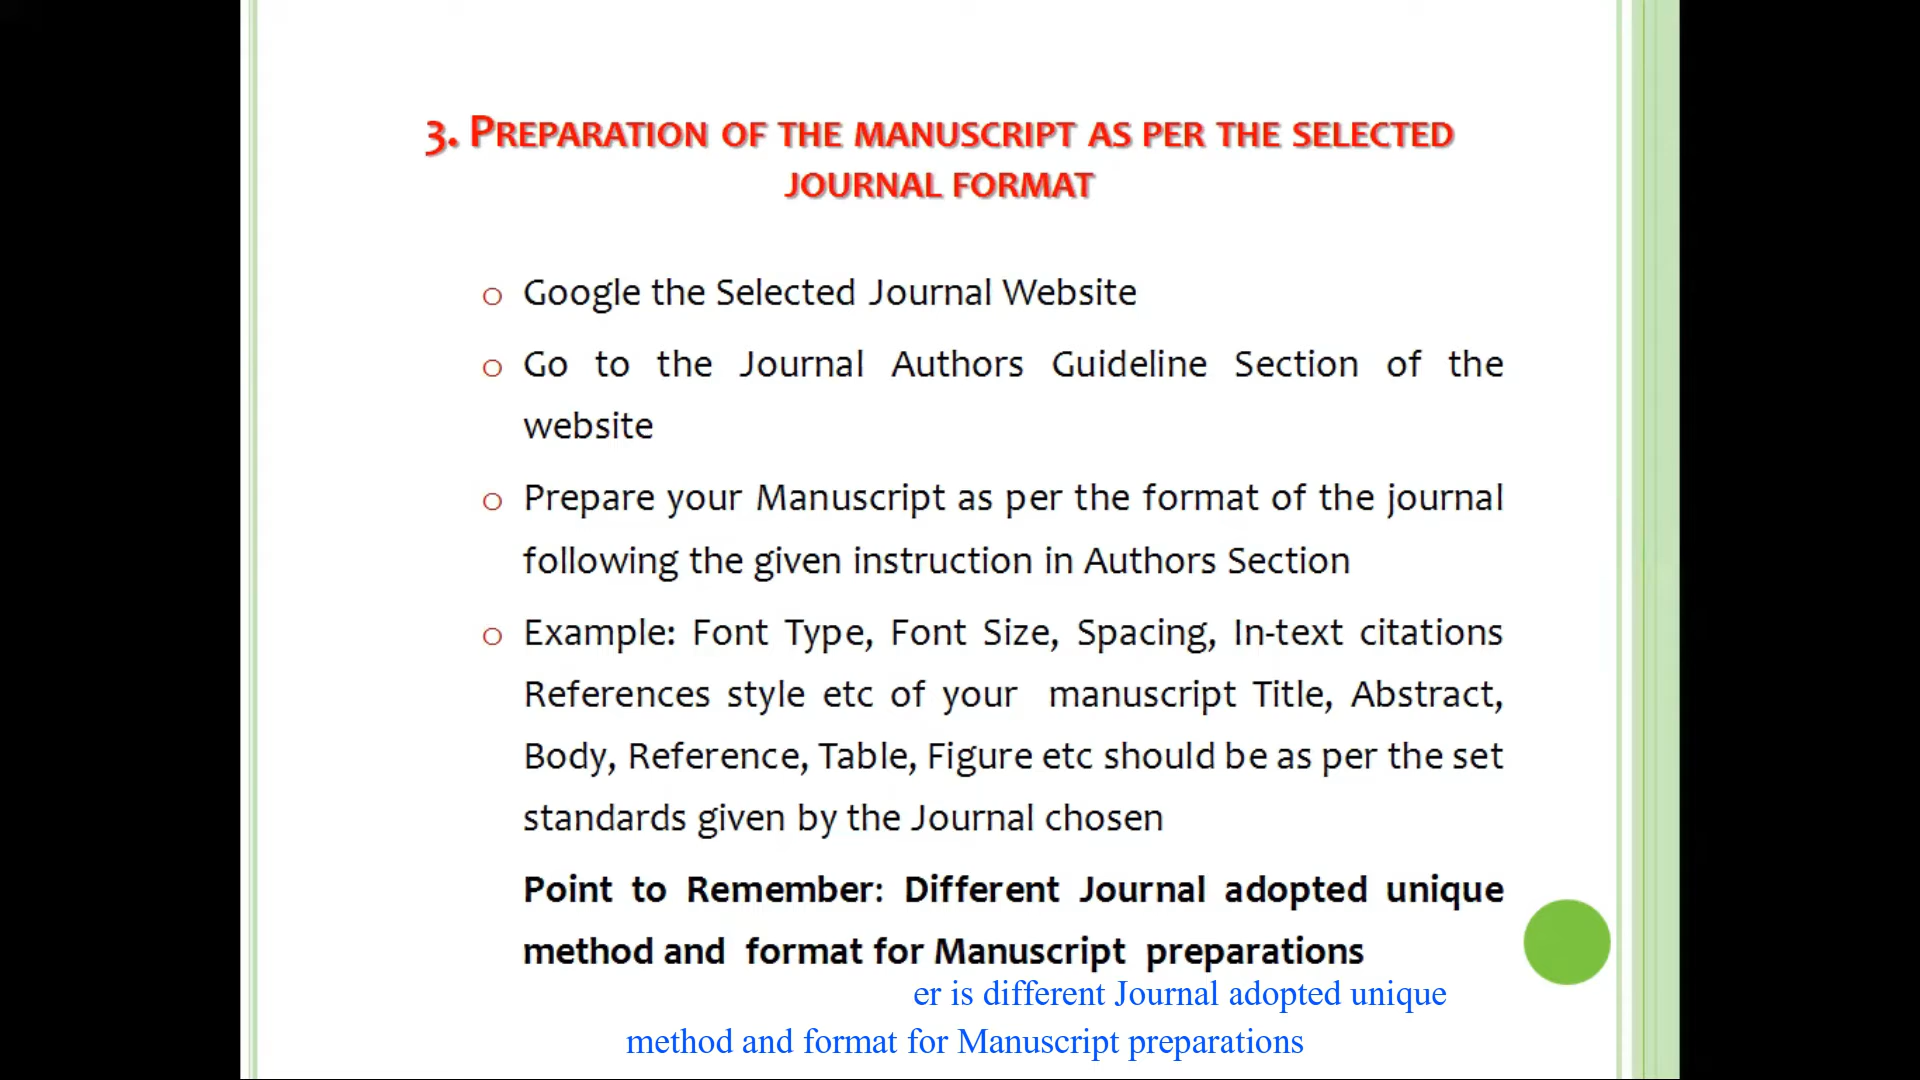 3. PREPARATION OF THE MANUSCRIPT AS PER THE SELECTED
JOURNAL FORMAT
o Google the Selected Journal Website
o Go to the Journal Authors Guideline Section of the
website
o Prepare your Manuscript as per the format of the journal
following the given instruction in Authors Section
o Example: Font Type, Font Size, Spacing, In-text citations
References style etc of your manuscript Title, Abstract,
Body, Reference, Table, Figure etc should be as per the set
standards given by the Journal chosen
Point to Remember: Different Journal adopted unique
method and format for Manuscript preparations
er is different Journal adopted unique
method and format for Manuscript preparations